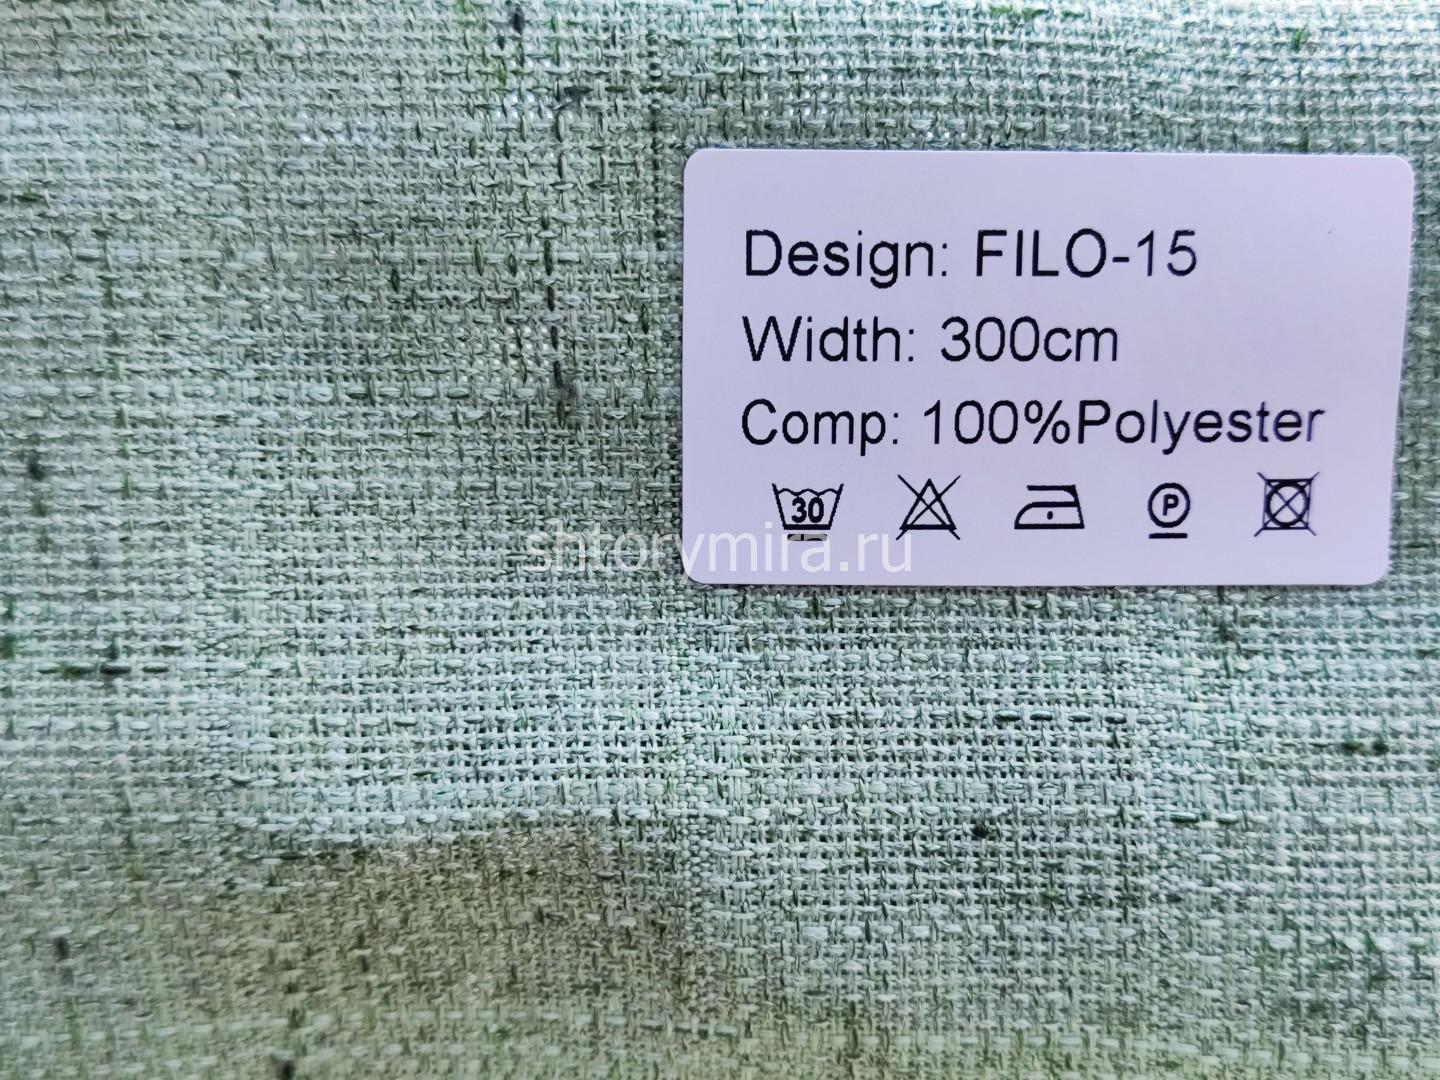 Design: FILO-15
Width: 300cm
Comp: 100%Polyester
30
P
shtorymira.ru